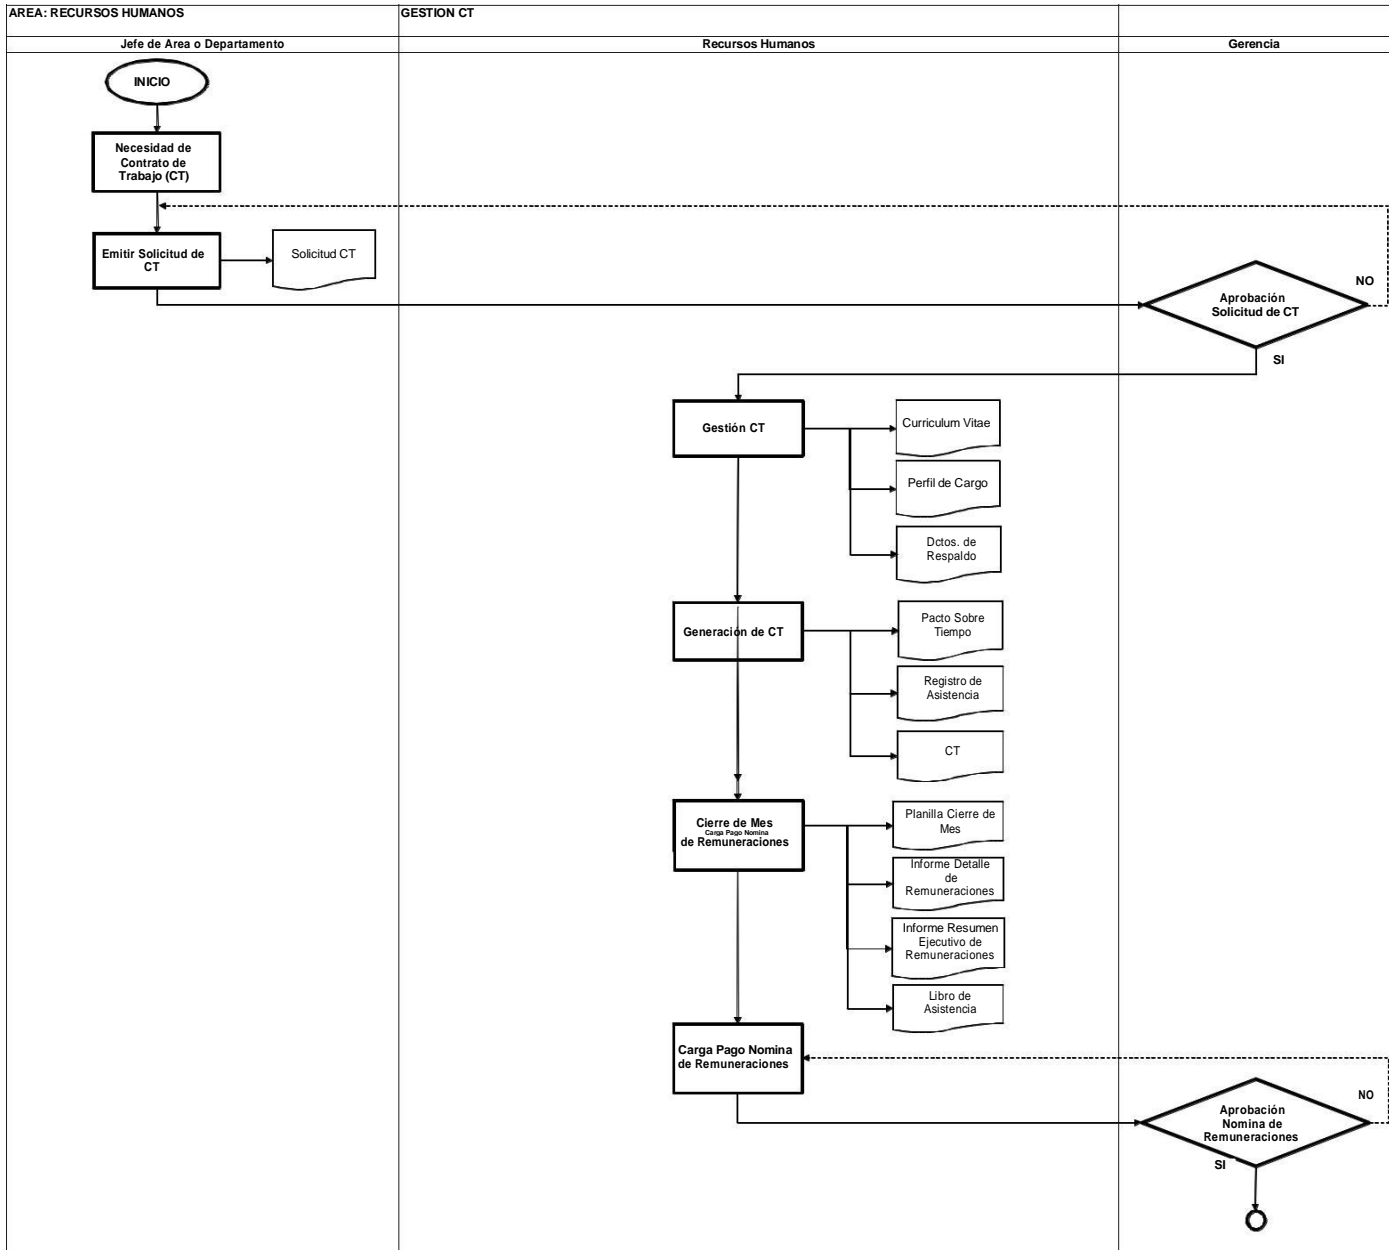 AREA: RECURSOS HUMANOS
GESTION CT
Jefe de Area o Departamento
Recursos Humanos
Gerencia
INICIO
Necesidad de
Contrato de
Trabajo (CT)
Emitir Solicitud de
CT
Solicitud CT
NO
Aprobación
Solicitud de CT
SI
Gestión CT
Curriculum Vitae
Perfil de Cargo
Dctos. de
Respaldo
Generación de CT
Pacto Sobre
Tiempo
Registro de
Asistencia
CT
Cierre de Mes
Carga Pago Nomina
de Remuneraciones
Planilla Cierre de
Mes
Informe Detalle
de
Remuneraciones
Informe Resumen
Ejecutivo de
Remuneraciones
Libro de
Asistencia
Carga Pago Nomina
de Remuneraciones
NO
Aprobación
Nomina de
Remuneraciones
SI